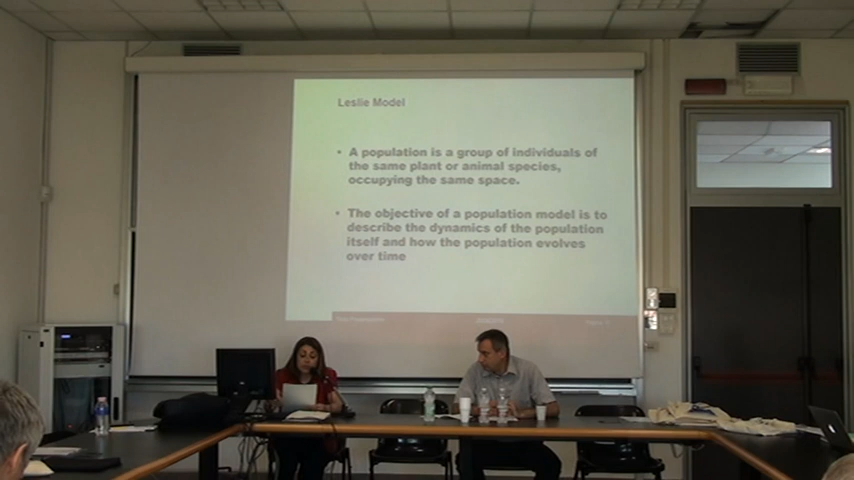 Leslie Model
• A population is a group of individuals of
the same plant or animal species,
occupying the same space.
• The objective of a population model is to
describe the dynamics of the population
itself and how the population evolves
over time